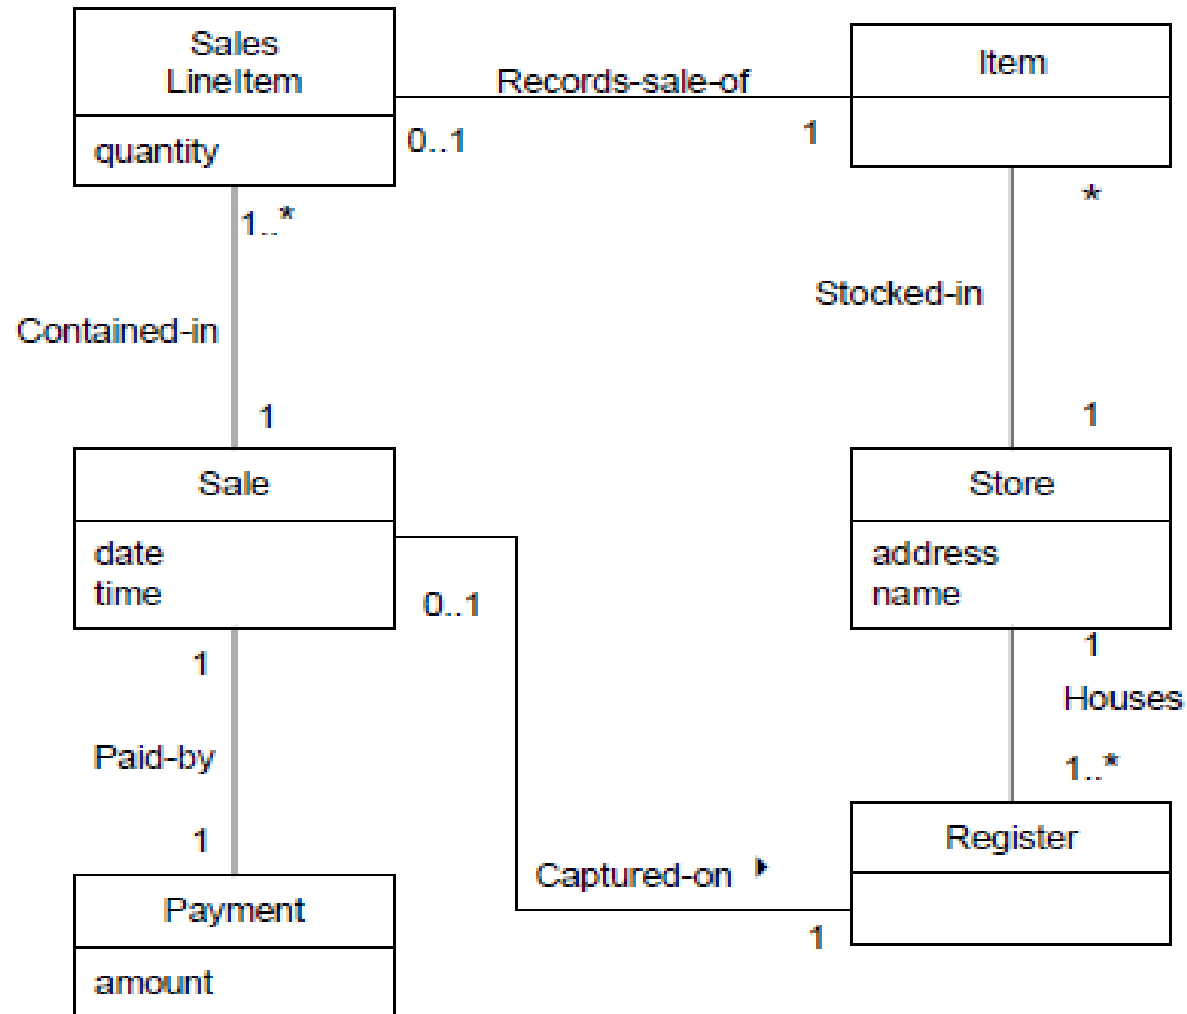 Sales
LineItem
quantity
Records-sale-of
0..1
1
Item
1..*
*
Contained-in
Stocked-in
1
1
Sale
date
time
0..1
Store
address
name
1
1
Paid-by
Houses
1
1..*
Captured-on
1
Register
Payment
amount